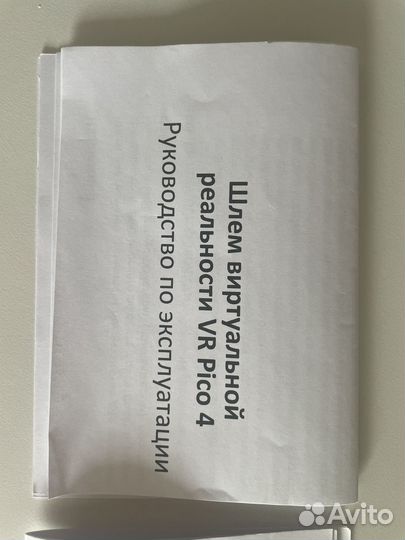 Шлем виртуальной
реальности VR Pico 4
Руководство по эксплуатации
Avito